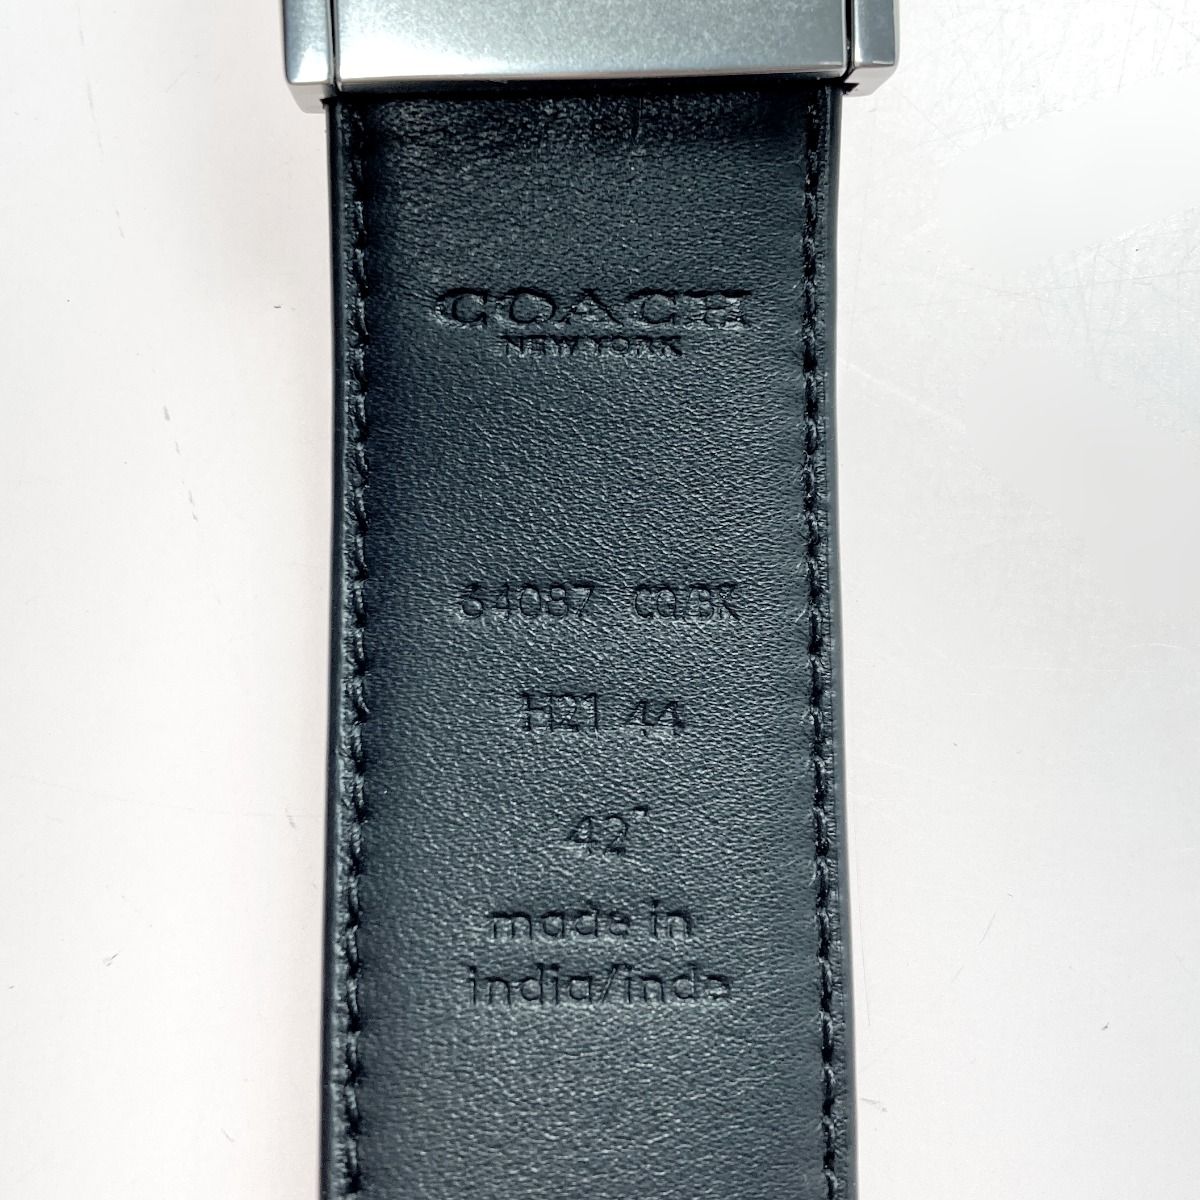 COACH
NEW YORK
64087 CQ/BK
H21 44
42"
made in
india/inde